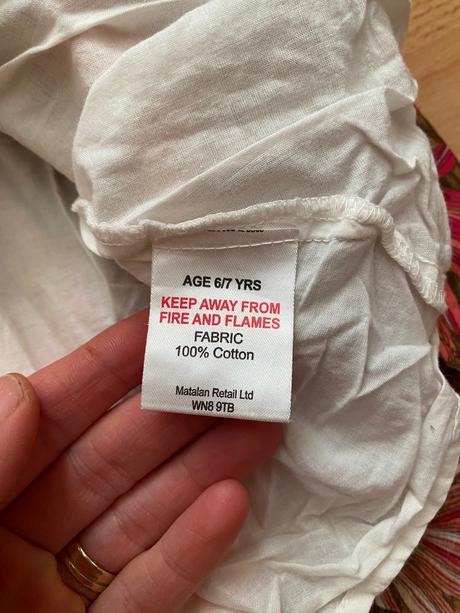 AGE 6/7 YRS
KEEP AWAY FROM
FIRE AND FLAMES
FABRIC
100% Cotton
Matalan Retail Ltd
WN8 9TB